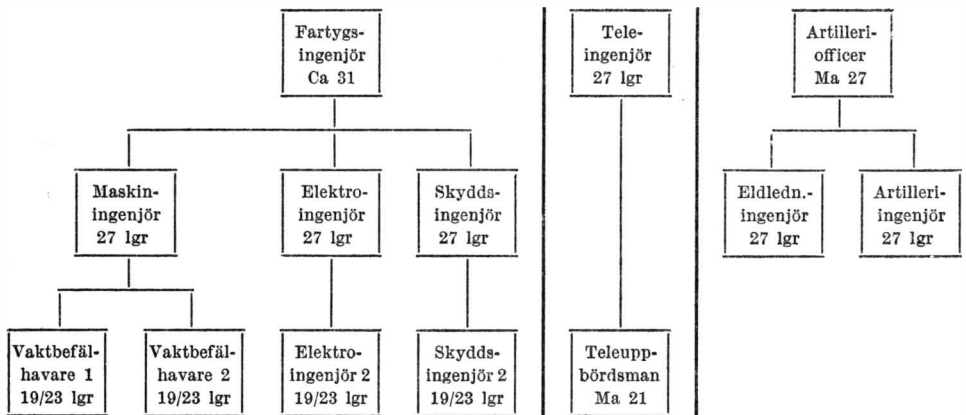 Fartygs-
ingenjör
Ca 31
Tele-
ingenjör
27 lgr
Artilleri-
officer
Ma 27
Maskin-
ingenjör
27 lgr
Elektro-
ingenjör
27 lgr
Skydds-
ingenjör
27 lgr
Eldledn.-
ingenjör
27 lgr
Artilleri-
ingenjör
27 lgr
Vaktbefäl-
havare 1
19/23 lgr
Vaktbefäl-
havare 2
19/23 lgr
Elektro-
ingenjör 2
19/23 lgr
Skydds-
ingenjör 2
19/23 lgr
Teleupp-
bördsman
Ma 21